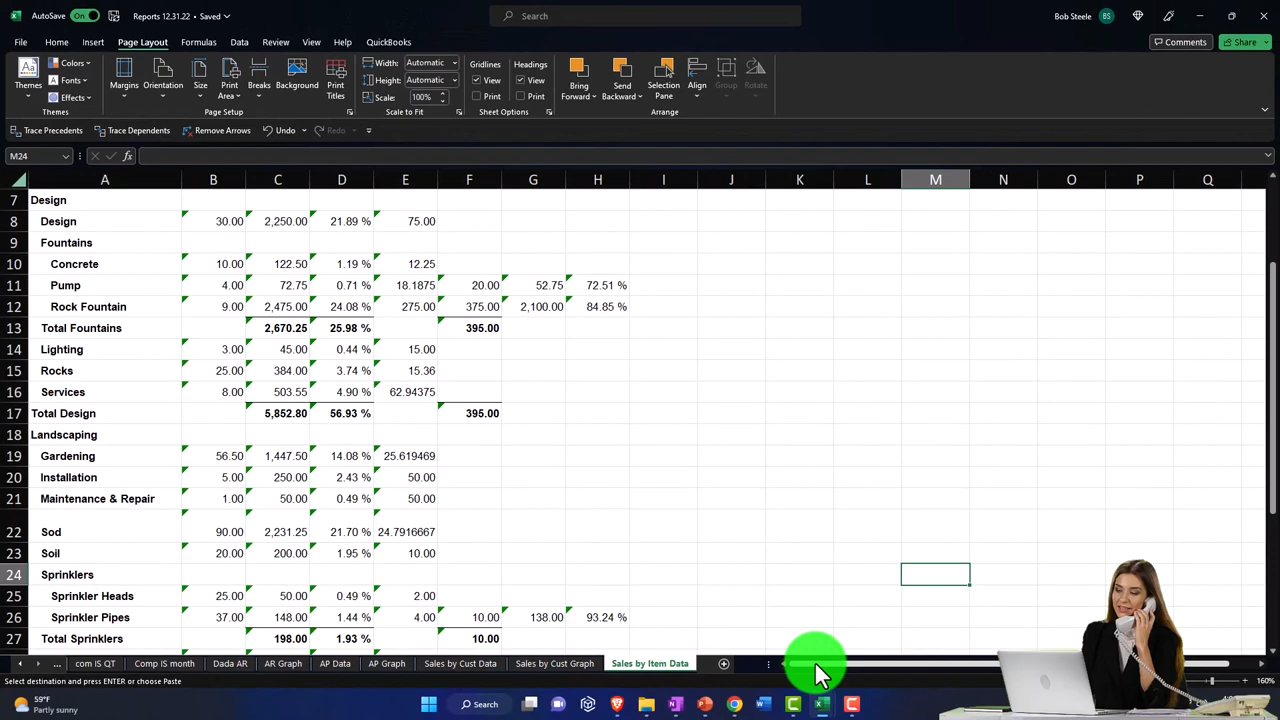 AutoSave On Reports 12.31.22 • Saved Search Bob Steele BS
File Home Insert Page Layout Formulas Data Review View Help QuickBooks Comments Share
Themes Colors Fonts Effects Margins Orientation Size Print Area Breaks Background Print Titles Width: Automatic Height: Automatic Scale: 100% Gridlines View Print Headings View Print Bring Forward Send Backward Selection Pane Align Group Rotate
Themes Page Setup Scale to Fit Sheet Options Arrange
Trace Precedents Trace Dependents Remove Arrows Undo Redo
M24 fx
A B C D E F G H I J K L M N O P Q
7 Design
8 Design 30.00 2,250.00 21.89 % 75.00
9 Fountains
10 Concrete 10.00 122.50 1.19 % 12.25
11 Pump 4.00 72.75 0.71 % 18.1875 20.00 52.75 72.51 %
12 Rock Fountain 9.00 2,475.00 24.08 % 275.00 375.00 2,100.00 84.85 %
13 Total Fountains 2,670.25 25.98 % 395.00
14 Lighting 3.00 45.00 0.44 % 15.00
15 Rocks 25.00 384.00 3.74 % 15.36
16 Services 8.00 503.55 4.90 % 62.94375
17 Total Design 5,852.80 56.93 % 395.00
18 Landscaping
19 Gardening 56.50 1,447.50 14.08 % 25.619469
20 Installation 5.00 250.00 2.43 % 50.00
21 Maintenance & Repair 1.00 50.00 0.49 % 50.00
22 Sod 90.00 2,231.25 21.70 % 24.7916667
23 Soil 20.00 200.00 1.95 % 10.00
24 Sprinklers
25 Sprinkler Heads 25.00 50.00 0.49 % 2.00
26 Sprinkler Pipes 37.00 148.00 1.44 % 4.00 10.00 138.00 93.24 %
27 Total Sprinklers 198.00 1.93 % 10.00
... com IS QT Comp IS month Dada AR AR Graph AP Data AP Graph Sales by Cust Data Sales by Cust Graph Sales by Item Data
Select destination and press ENTER or choose Paste 160%
59°F
Partly sunny
Search